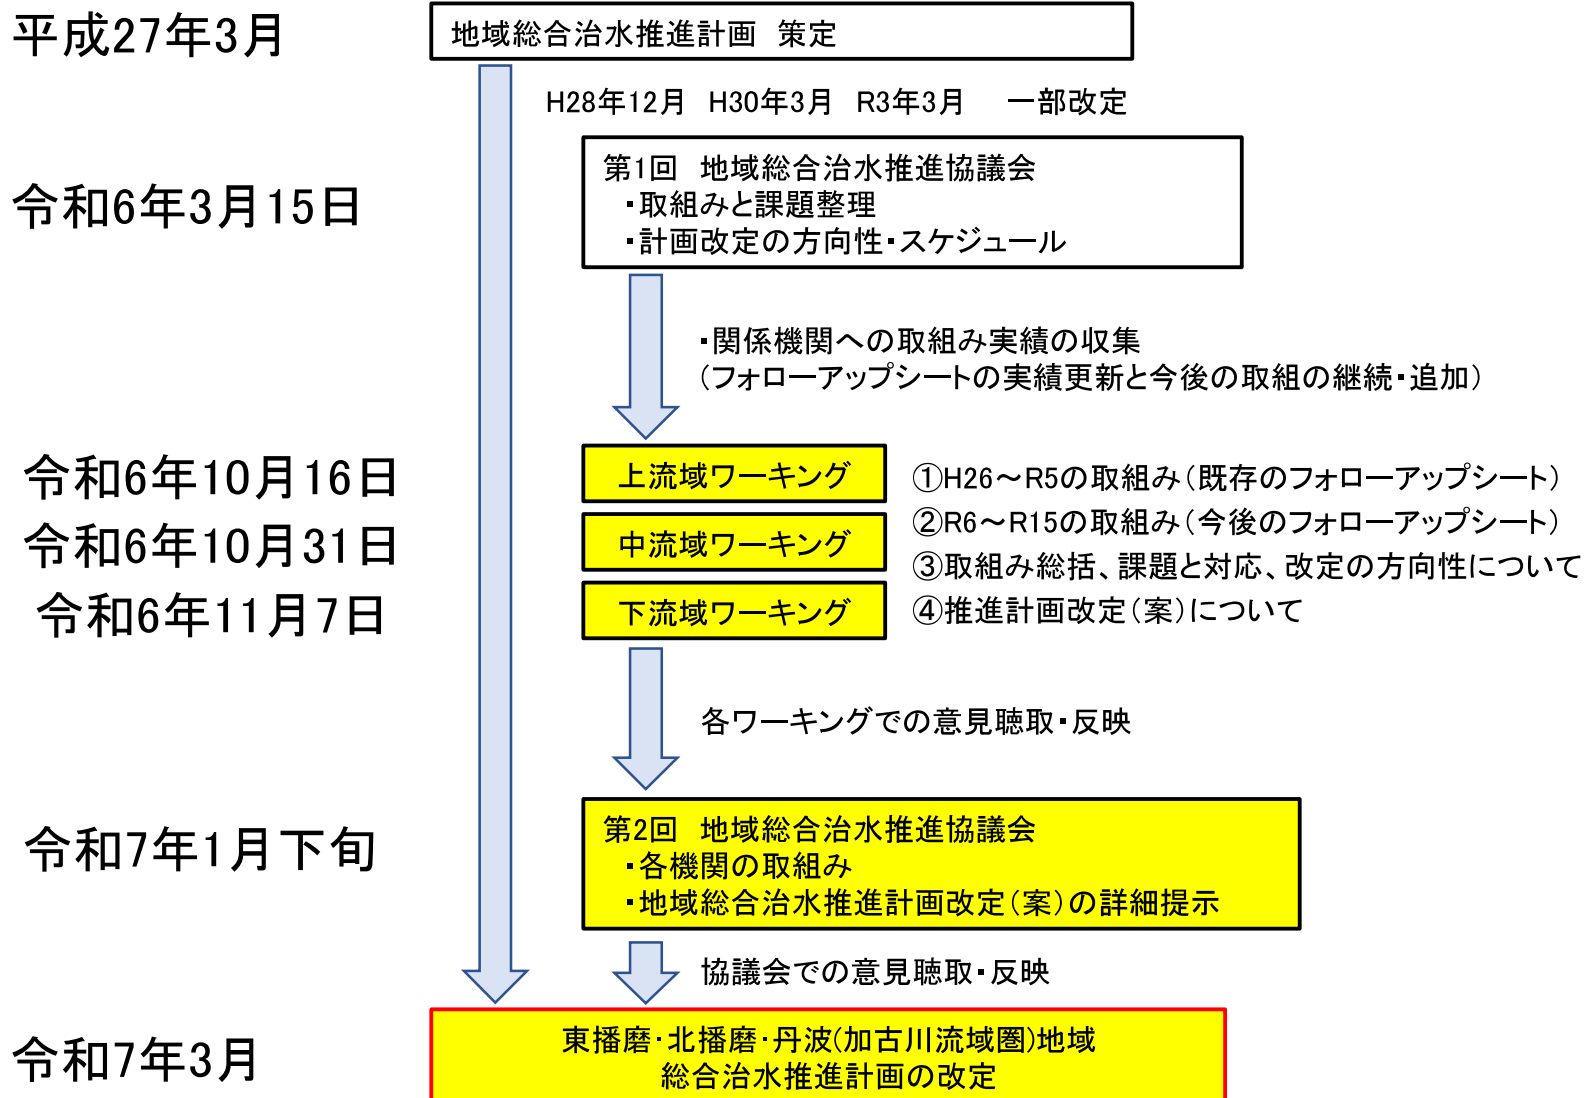 平成27年3月
地域総合治水推進計画　策定
H28年12月　H30年3月　R3年3月　一部改定
令和6年3月15日
第1回　地域総合治水推進協議会
・取組みと課題整理
・計画改定の方向性・スケジュール
・関係機関への取組み実績の収集
（フォローアップシートの実績更新と今後の取組の継続・追加）
令和6年10月16日
上流域ワーキング
①H26～R5の取組み（既存のフォローアップシート）
令和6年10月31日
中流域ワーキング
②R6～R15の取組み（今後のフォローアップシート）
③取組み総括、課題と対応、改定の方向性について
令和6年11月7日
下流域ワーキング
④推進計画改定（案）について
各ワーキングでの意見聴取・反映
令和7年1月下旬
第2回　地域総合治水推進協議会
・各機関の取組み
・地域総合治水推進計画改定（案）の詳細提示
協議会での意見聴取・反映
令和7年3月
東播磨・北播磨・丹波(加古川流域圏)地域
総合治水推進計画の改定